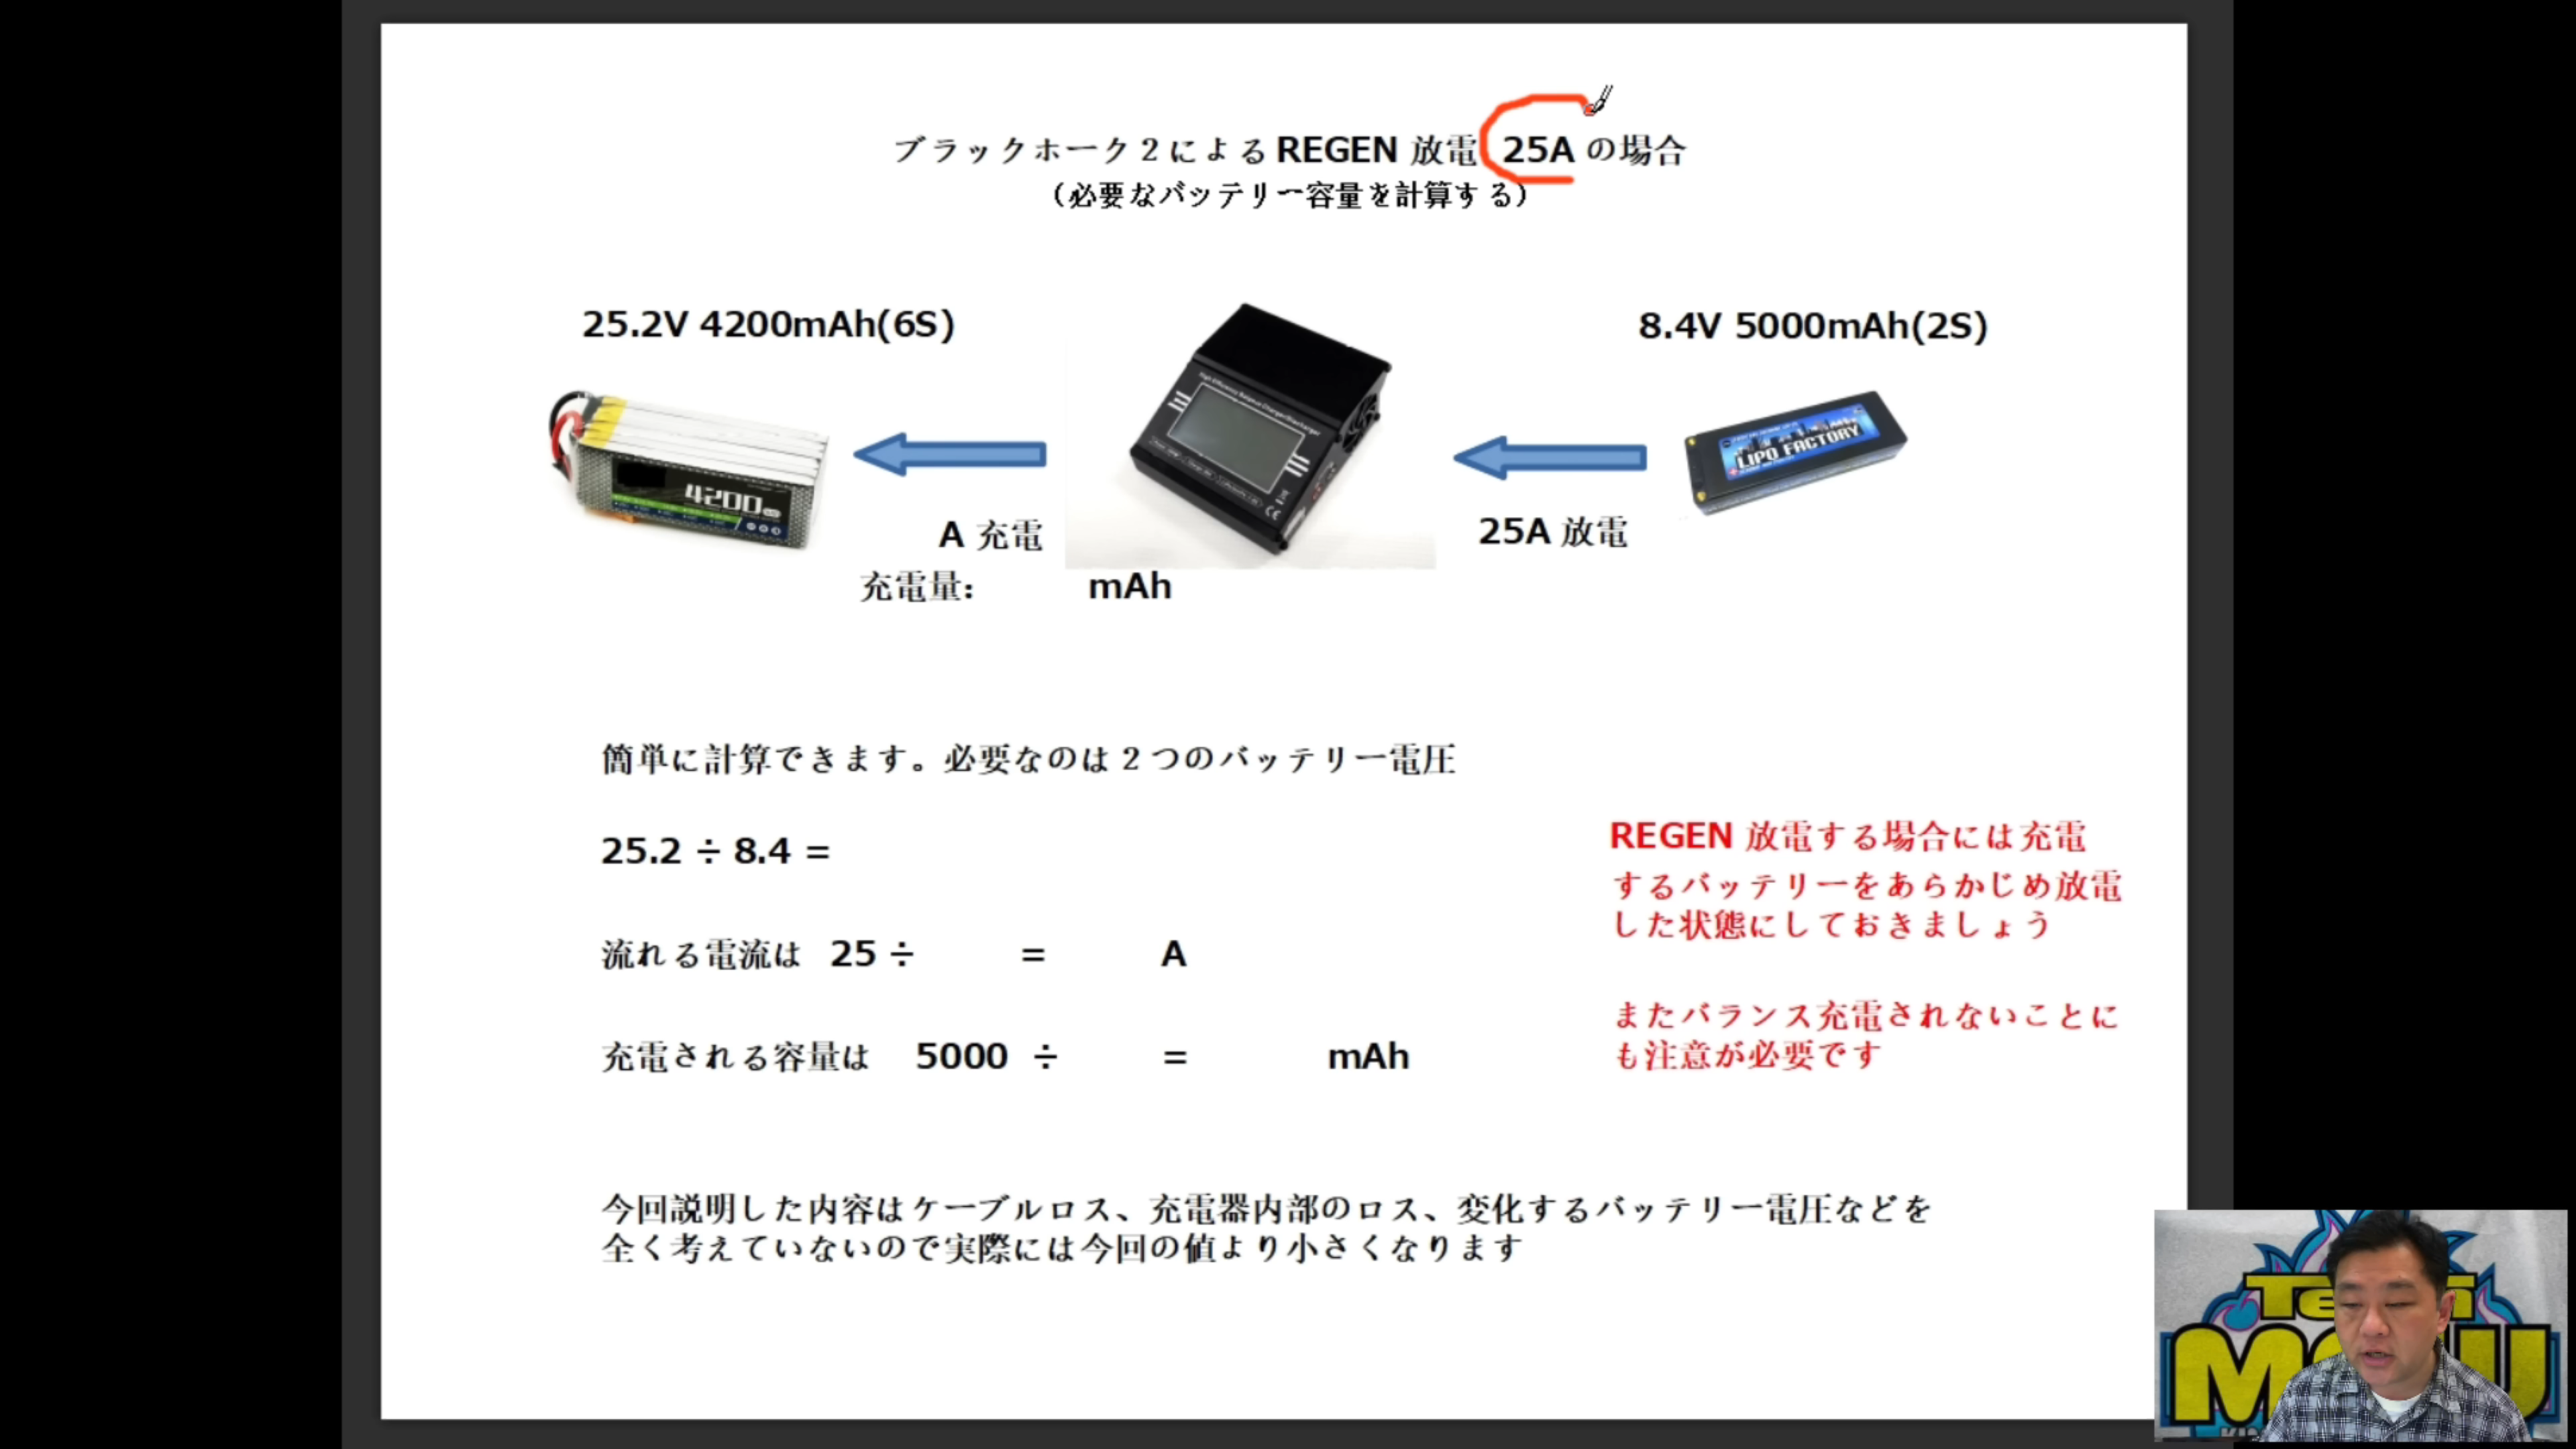 ブラックホーク２によるREGEN 放電 25A の場合
（必要なバッテリー容量を計算する）
25.2V 4200mAh(6S)
8.4V 5000mAh(2S)
4200
LIPO FACTORY
A 充電
25A 放電
充電量： mAh
簡単に計算できます。必要なのは２つのバッテリー電圧
25.2 ÷ 8.4 =
流れる電流は 25 ÷ = A
充電される容量は 5000 ÷ = mAh
REGEN 放電する場合には充電
するバッテリーをあらかじめ放電
した状態にしておきましょう
またバランス充電されないことに
も注意が必要です
今回説明した内容はケーブルロス、充電器内部のロス、変化するバッテリー電圧などを
全く考えていないので実際には今回の値より小さくなります